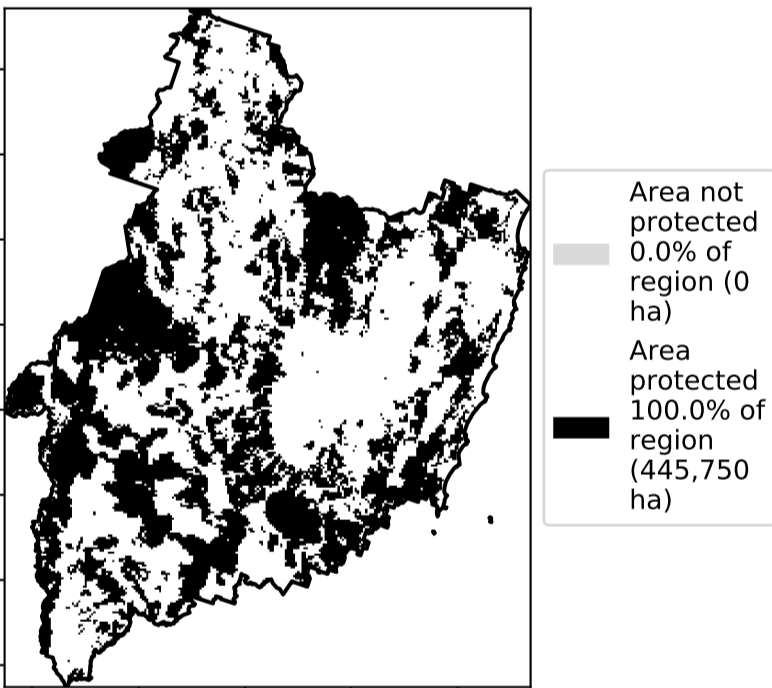 Area not
protected
0.0% of
region (0
ha)
Area
protected
100.0% of
region
(445,750
ha)